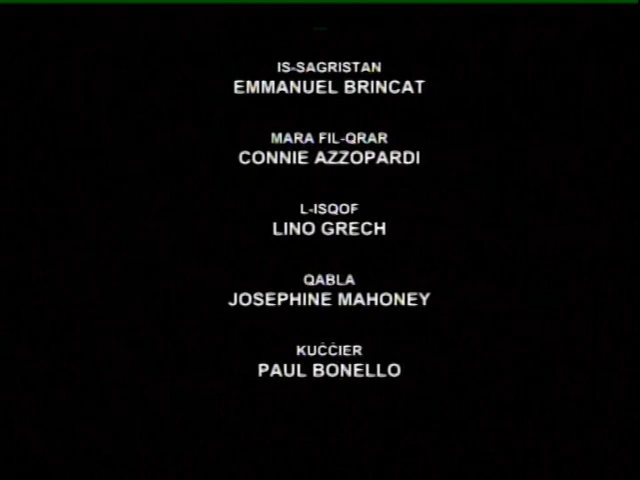 IS-SAGRISTAN
EMMANUEL BRINCAT
MARA FIL-QRAR
CONNIE AZZOPARDI
L-ISQOF
LINO GRECH
QABLA
JOSEPHINE MAHONEY
KUĊĊIER
PAUL BONELLO